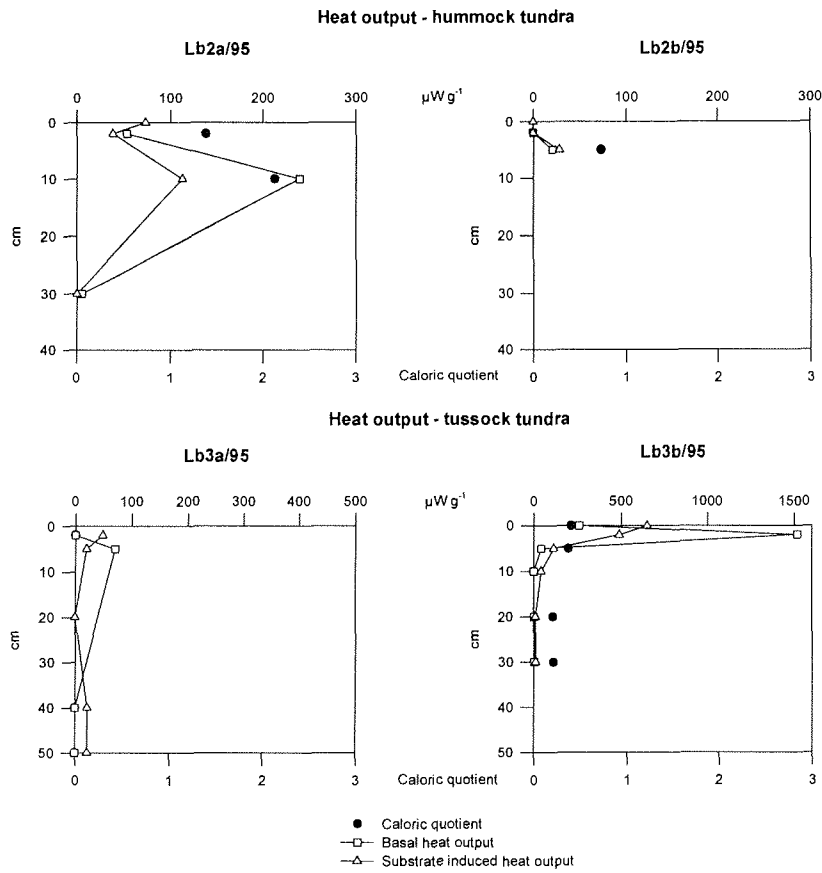 Heat output - hummock tundra
Lb2a/95
Lb2b/95
0 100 200 300
µW g-1
0 100 200 300
0
10
20
30
40
cm
0
10
20
30
40
cm
0 1 2 3
Caloric quotient
0 1 2 3
Heat output - tussock tundra
Lb3a/95
Lb3b/95
0 100 200 300 400 500
µW g-1
0 500 1000 1500
0
10
20
30
40
50
cm
0
10
20
30
40
50
cm
0 1 2 3
Caloric quotient
0 1 2 3
Caloric quotient
Basal heat output
Substrate induced heat output